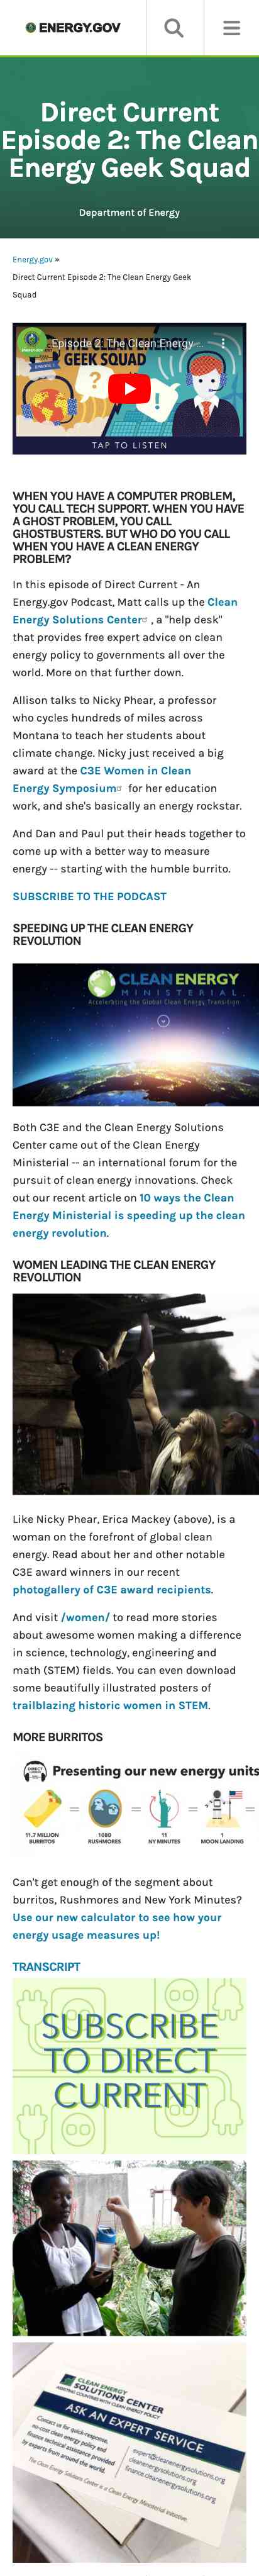 ENERGY.GOV
Direct Current
Episode 2: The Clean
Energy Geek Squad
Department of Energy
Energy.gov »
Direct Current Episode 2: The Clean Energy Geek
Squad
Episode 2: The Clean Energy...
GEEK SQUAD
TAP TO LISTEN
WHEN YOU HAVE A COMPUTER PROBLEM,
YOU CALL TECH SUPPORT. WHEN YOU HAVE
A GHOST PROBLEM, YOU CALL
GHOSTBUSTERS. BUT WHO DO YOU CALL
WHEN YOU HAVE A CLEAN ENERGY
PROBLEM?
In this episode of Direct Current - An
Energy.gov Podcast, Matt calls up the Clean
Energy Solutions Center , a "help desk"
that provides free expert advice on clean
energy policy to governments all over the
world. More on that further down.
Allison talks to Nicky Phear, a professor
who cycles hundreds of miles across
Montana to teach her students about
climate change. Nicky just received a big
award at the C3E Women in Clean
Energy Symposium for her education
work, and she's basically an energy rockstar.
And Dan and Paul put their heads together to
come up with a better way to measure
energy -- starting with the humble burrito.
SUBSCRIBE TO THE PODCAST
SPEEDING UP THE CLEAN ENERGY
REVOLUTION
CLEAN ENERGY
MINISTERIAL
Accelerating the Global Clean Energy Transition
Both C3E and the Clean Energy Solutions
Center came out of the Clean Energy
Ministerial -- an international forum for the
pursuit of clean energy innovations. Check
out our recent article on 10 ways the Clean
Energy Ministerial is speeding up the clean
energy revolution.
WOMEN LEADING THE CLEAN ENERGY
REVOLUTION
Like Nicky Phear, Erica Mackey (above), is a
woman on the forefront of global clean
energy. Read about her and other notable
C3E award winners in our recent
photogallery of C3E award recipients.
And visit /women/ to read more stories
about awesome women making a difference
in science, technology, engineering and
math (STEM) fields. You can even download
some beautifully illustrated posters of
trailblazing historic women in STEM.
MORE BURRITOS
Presenting our new energy units
11.7 MILLION BURRITOS = 1080 RUSHMORES = 11 NY MINUTES = 1 MOON LANDING =
Can't get enough of the segment about
burritos, Rushmores and New York Minutes?
Use our new calculator to see how your
energy usage measures up!
TRANSCRIPT
SUBSCRIBE
TO DIRECT
CURRENT
CLEAN ENERGY
SOLUTIONS CENTER
ASSISTING COUNTRIES WITH CLEAN ENERGY POLICY
ASK AN EXPERT SERVICE
Contact us for quick-response,
no-cost clean energy policy and
finance technical assistance provided
by experts from around the world.
expert@cleanenergysolutions.org
cleanenergysolutions.org
finance.cleanenergysolutions.org
The Clean Energy Solutions Center is a Clean Energy Ministerial initiative.